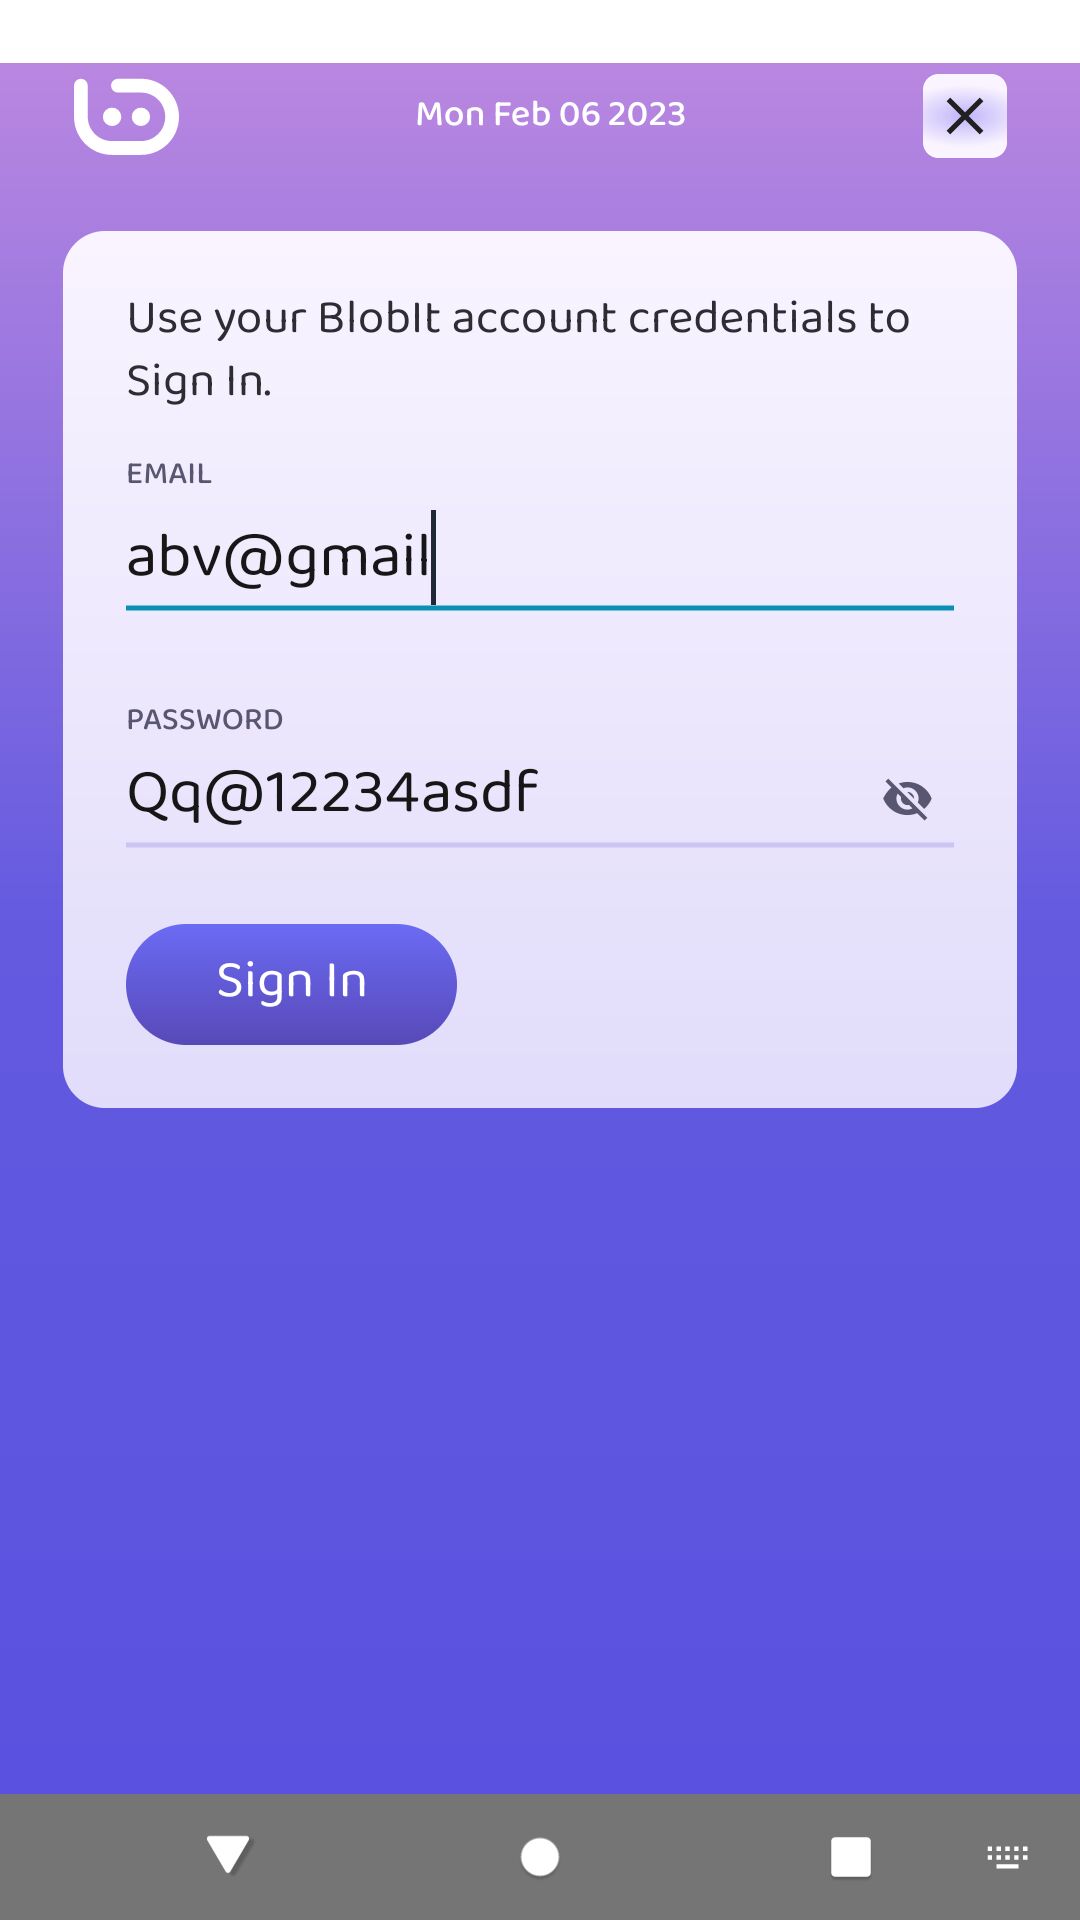 Mon Feb 06 2023
Use your BlobIt account credentials to
Sign In.
EMAIL
abv@gmail
PASSWORD
Qq@12234asdf
Sign In